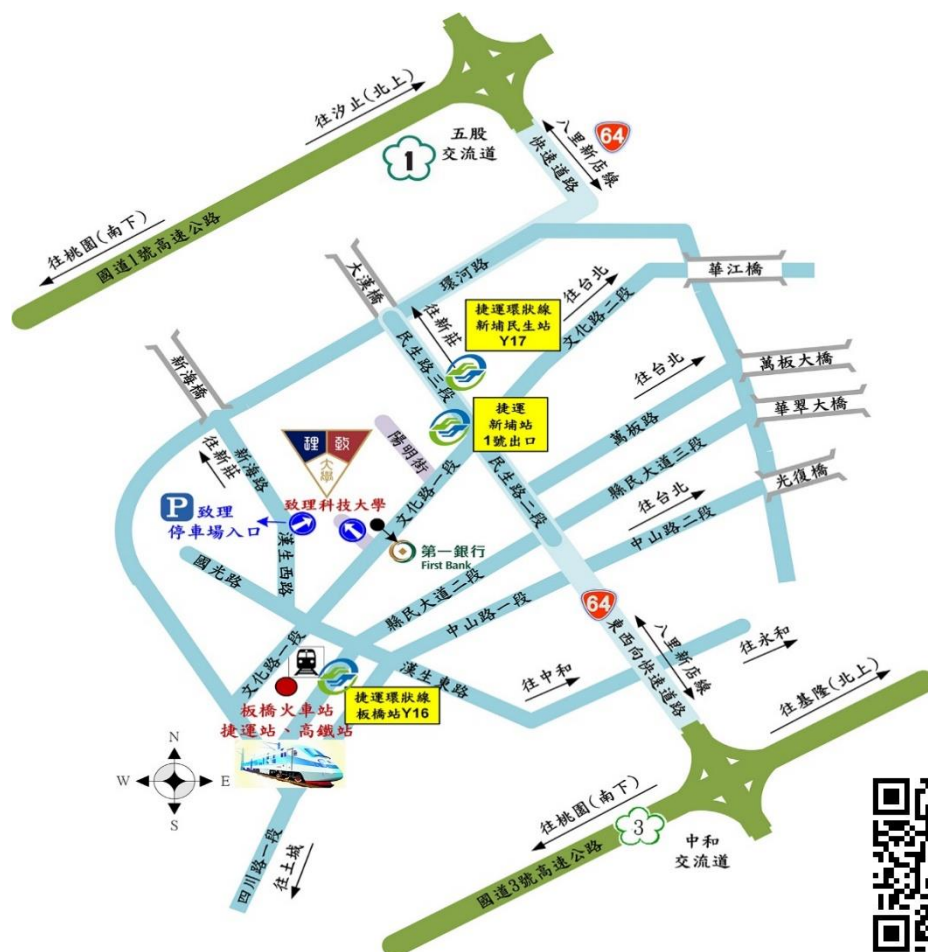 往汐止(北上)
五股
交流道
1
64
八里新店線
快速道路
往桃園(南下)
國道1號高速公路
大漢橋
環河路
往台北
華江橋
捷運環狀線
新埔民生站
Y17
文化路二段
往新莊
民生路三段
新海橋
往台北
萬板大橋
華翠大橋
捷運
新埔站
1號出口
萬板路
理 致
大學
陽明街
往新莊
新海路
文化路一段
民生路二段
縣民大道三段
光復橋
致理科技大學
往台北
P 致理
停車場入口
中山路二段
漢生西路
第一銀行
First Bank
國光路
縣民大道二段
中山路一段
64
八里新店線
東西向快速道路
文化路一段
漢生東路
往中和
往永和
捷運環狀線
板橋站Y16
板橋火車站
捷運站、高鐵站
往基隆(北上)
N
W E
S
往桃園(南下)
3
中和
交流道
國道3號高速公路
四川路一段
往土城